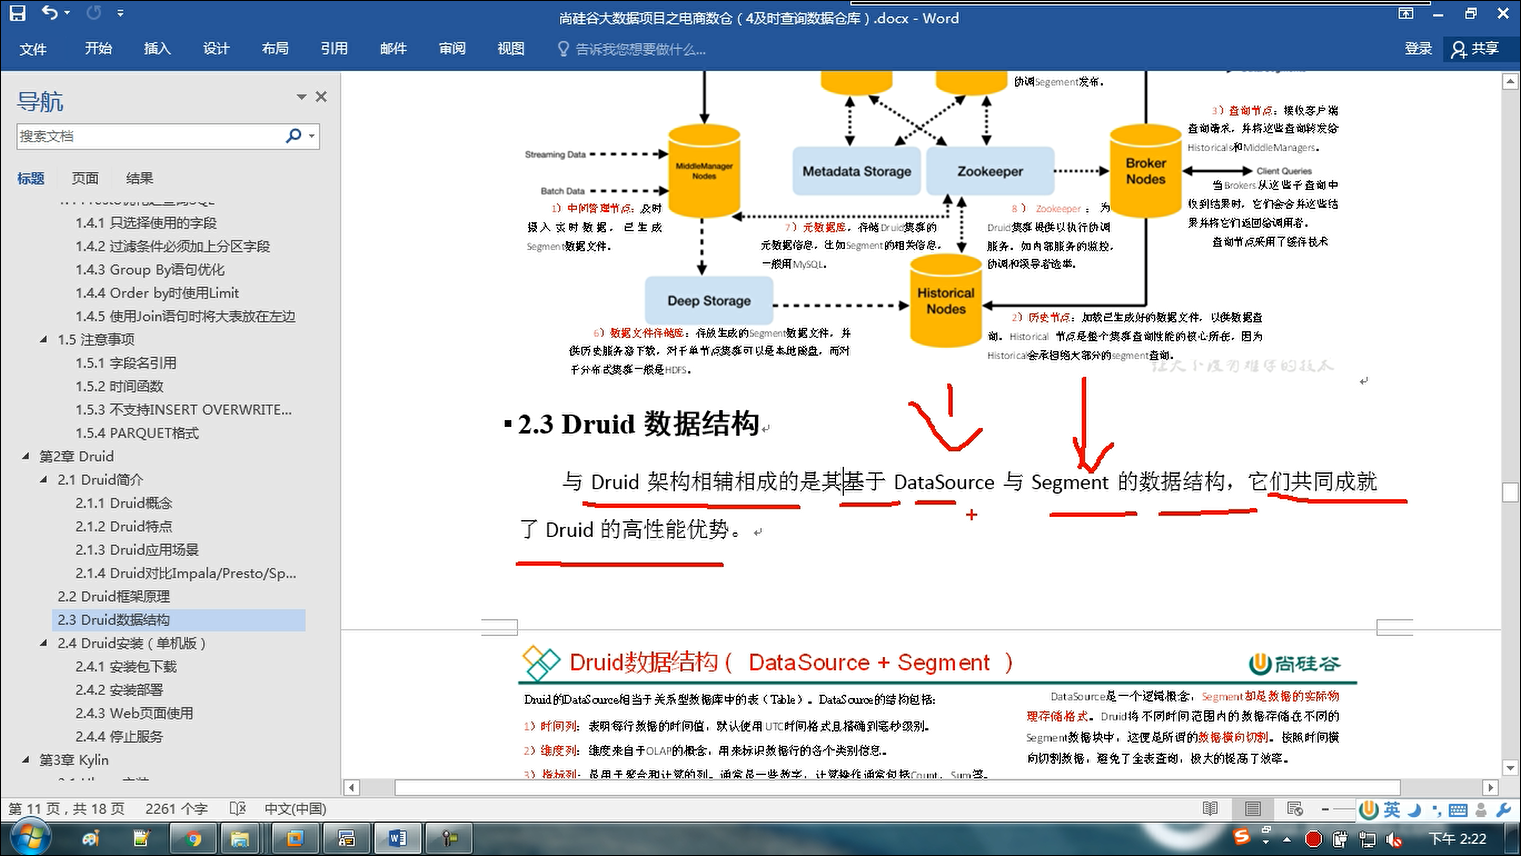 尚硅谷大数据项目之电商数仓（4及时查询数据仓库）.docx - Word
文件 开始 插入 设计 布局 引用 邮件 审阅 视图 告诉我您想要做什么... 登录 共享
导航
搜索文档
标题 页面 结果
1.4.1 只选择使用的字段
1.4.2 过滤条件必须加上分区字段
1.4.3 Group By语句优化
1.4.4 Order by时使用Limit
1.4.5 使用Join语句时将大表放在左边
1.5 注意事项
1.5.1 字段名引用
1.5.2 时间函数
1.5.3 不支持INSERT OVERWRITE...
1.5.4 PARQUET格式
第2章 Druid
2.1 Druid简介
2.1.1 Druid概念
2.1.2 Druid特点
2.1.3 Druid应用场景
2.1.4 Druid对比Impala/Presto/Sp...
2.2 Druid框架原理
2.3 Druid数据结构
2.4 Druid安装（单机版）
2.4.1 安装包下载
2.4.2 安装部署
2.4.3 Web页面使用
2.4.4 停止服务
第3章 Kylin
协调Segement发布。
Streaming Data
Batch Data
MiddleManager
Nodes
1）中间管理节点：及时
摄入实时数据，已生成
Segment数据文件。
Metadata Storage
Zookeeper
Broker
Nodes
3）查询节点：接收客户端
查询请求，并将这些查询转发给
Historicals和MiddleManagers。
Client Queries
当Brokers从这些子查询中
收到结果时，它们会合并这些结
果并将它们返回给调用者。
查询节点采用了缓存技术
7）元数据库，存储Druid集群的
元数据信息，比如Segment的相关信息，
一般用MySQL。
8）Zookeeper：为
Druid集群提供以执行协调
服务。如内部服务的监控，
协调和领导者选举。
Deep Storage
Historical
Nodes
6）数据文件存储库：存放生成的Segment数据文件，并
供历史服务器下载，对于单节点集群可以是本地磁盘，而对
于分布式集群一般是HDFS。
2）历史节点：加载已生成好的数据文件，以供数据查
询。Historical 节点是整个集群查询性能的核心所在，因为
Historical会承担绝大部分的segment查询。
让天下没有难学的技术
2.3 Druid 数据结构
与 Druid 架构相辅相成的是其基于 DataSource 与 Segment 的数据结构，它们共同成就
了 Druid 的高性能优势。
Druid数据结构（ DataSource + Segment ）
尚硅谷
Druid的DataSource相当于关系型数据库中的表（Table）。DataSource的结构包括：
1）时间列：表明每行数据的时间值，默认使用UTC时间格式且精确到毫秒级别。
2）维度列：维度来自于OLAP的概念，用来标识数据行的各个类别信息。
3）指标列：是用于聚合和计算的列。通常是一些数字，计算操作通常包括Count、Sum等。
DataSource是一个逻辑概念，Segment却是数据的实际物
理存储格式。Druid将不同时间范围内的数据存储在不同的
Segment数据块中，这便是所谓的数据横向切割。按照时间横
向切割数据，避免了全表查询，极大的提高了效率。
第 11 页，共 18 页 2261 个字 中文(中国)
英
下午 2:22